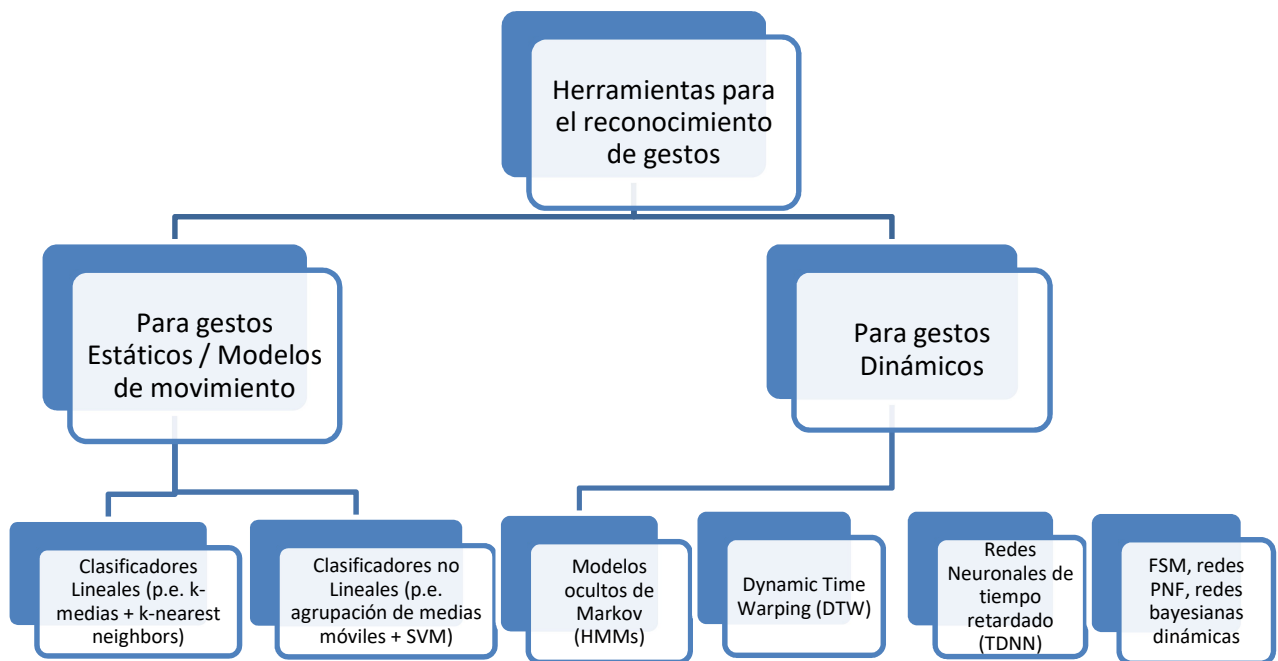 Herramientas para
el reconocimiento
de gestos
Para gestos
Estáticos / Modelos
de movimiento
Para gestos
Dinámicos
Clasificadores
Lineales (p.e. k-
medias + k-nearest
neighbors)
Clasificadores no
Lineales (p.e.
agrupación de medias
móviles + SVM)
Modelos
ocultos de
Markov
(HMMs)
Dynamic Time
Warping (DTW)
Redes
Neuronales de
tiempo
retardado
(TDNN)
FSM, redes
PNF, redes
bayesianas
dinámicas